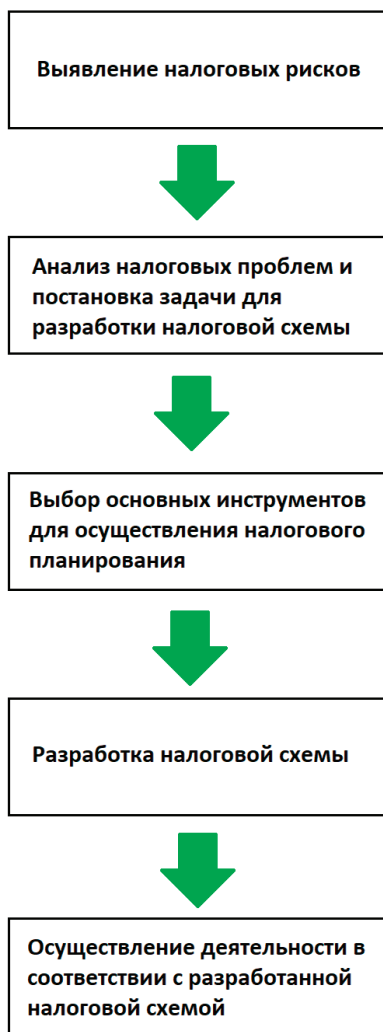 Выявление налоговых рисков
Анализ налоговых проблем и
постановка задачи для
разработки налоговой схемы
Выбор основных инструментов
для осуществления налогового
планирования
Разработка налоговой схемы
Осуществление деятельности в
соответствии с разработанной
налоговой схемой